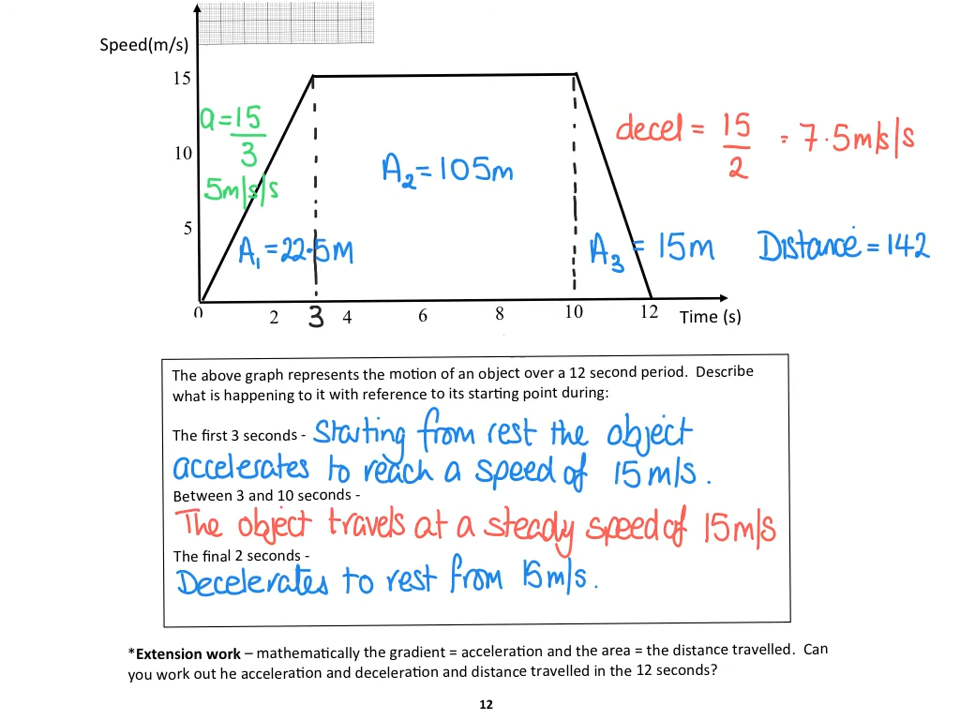 Speed(m/s)
15
a = 15
3
5m/s/s
decel = 15 = 7.5m/s/s
2
10
A2 = 105m
5
A1 = 22.5m
A3 = 15m
Distance = 142
0 2 3 4 6 8 10 12 Time (s)
The above graph represents the motion of an object over a 12 second period. Describe
what is happening to it with reference to its starting point during:
The first 3 seconds - Starting from rest the object
accelerates to reach a speed of 15m/s.
Between 3 and 10 seconds -
The object travels at a steady speed of 15m/s
The final 2 seconds -
Decelerates to rest from 15m/s.
*Extension work – mathematically the gradient = acceleration and the area = the distance travelled. Can
you work out he acceleration and deceleration and distance travelled in the 12 seconds?
12